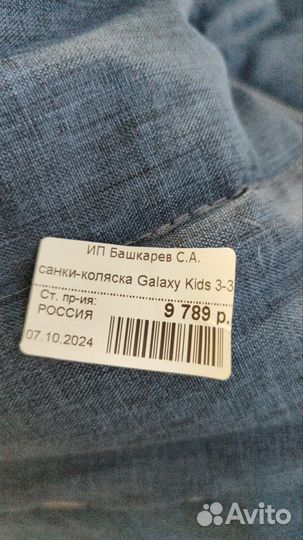 ИП Башкарев С.А.
санки-коляска Galaxy Kids 3-3
Ст. пр-ия:
РОССИЯ
9 789 р.
07.10.2024
Avito